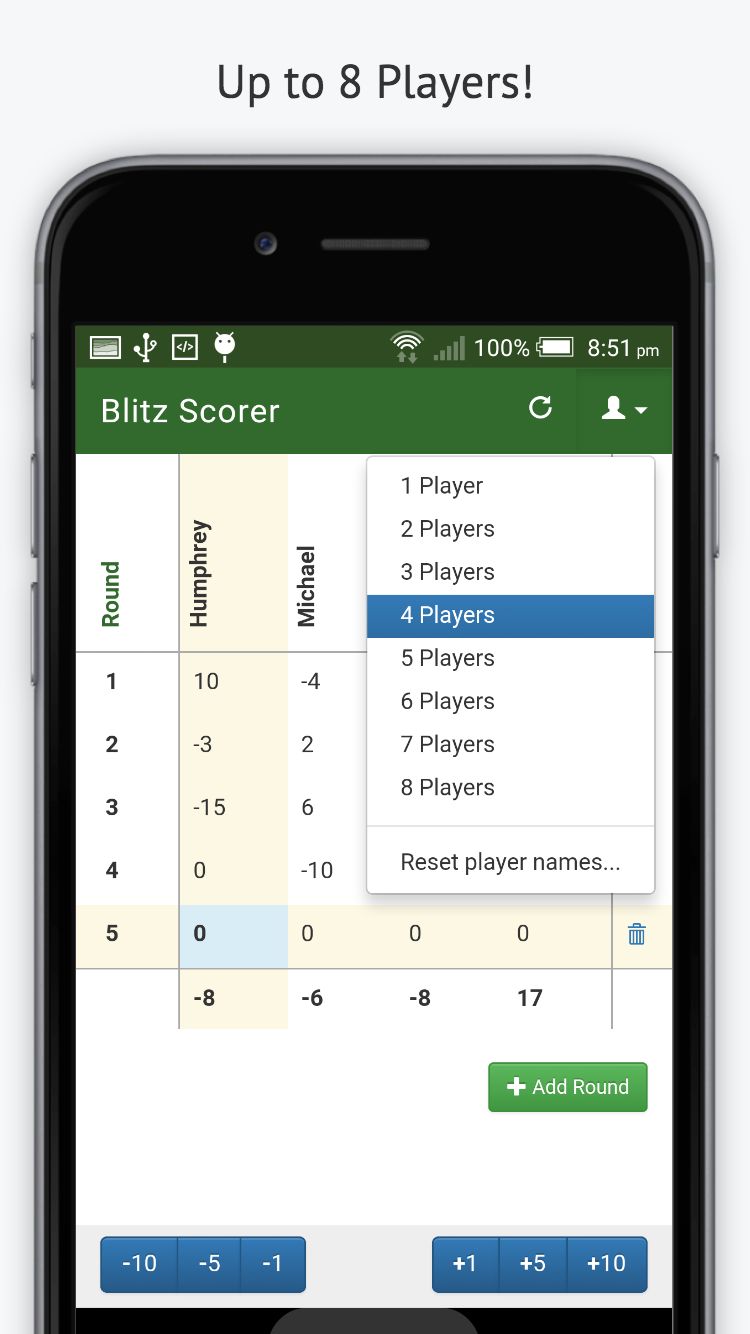 Up to 8 Players!
100% 8:51 pm
Blitz Scorer
Round Humphrey Michael
1 Player
2 Players
3 Players
4 Players
5 Players
6 Players
7 Players
8 Players
Reset player names...
1 10 -4
2 -3 2
3 -15 6
4 0 -10
5 0 0 0 0
-8 -6 -8 17
+ Add Round
-10 -5 -1 +1 +5 +10